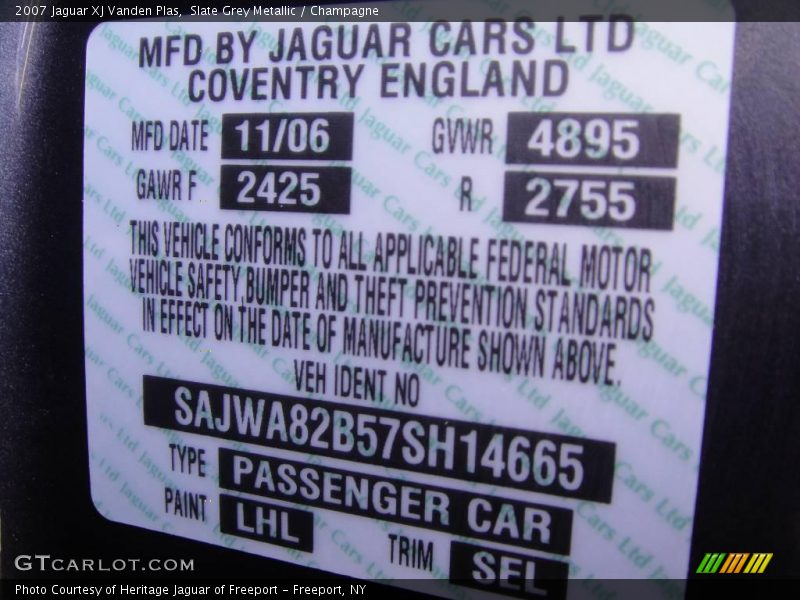 2007 Jaguar XJ Vanden Plas, Slate Grey Metallic / Champagne
MFD BY JAGUAR CARS LTD
COVENTRY ENGLAND
MFD DATE 11/06 GVWR 4895
GAWR F 2425 R 2755
THIS VEHICLE CONFORMS TO ALL APPLICABLE FEDERAL MOTOR
VEHICLE SAFETY, BUMPER AND THEFT PREVENTION STANDARDS
IN EFFECT ON THE DATE OF MANUFACTURE SHOWN ABOVE.
VEH IDENT NO
SAJWA82B57SH14665
TYPE PASSENGER CAR
PAINT LHL TRIM SEL
GTCARLOT.COM
Photo Courtesy of Heritage Jaguar of Freeport - Freeport, NY